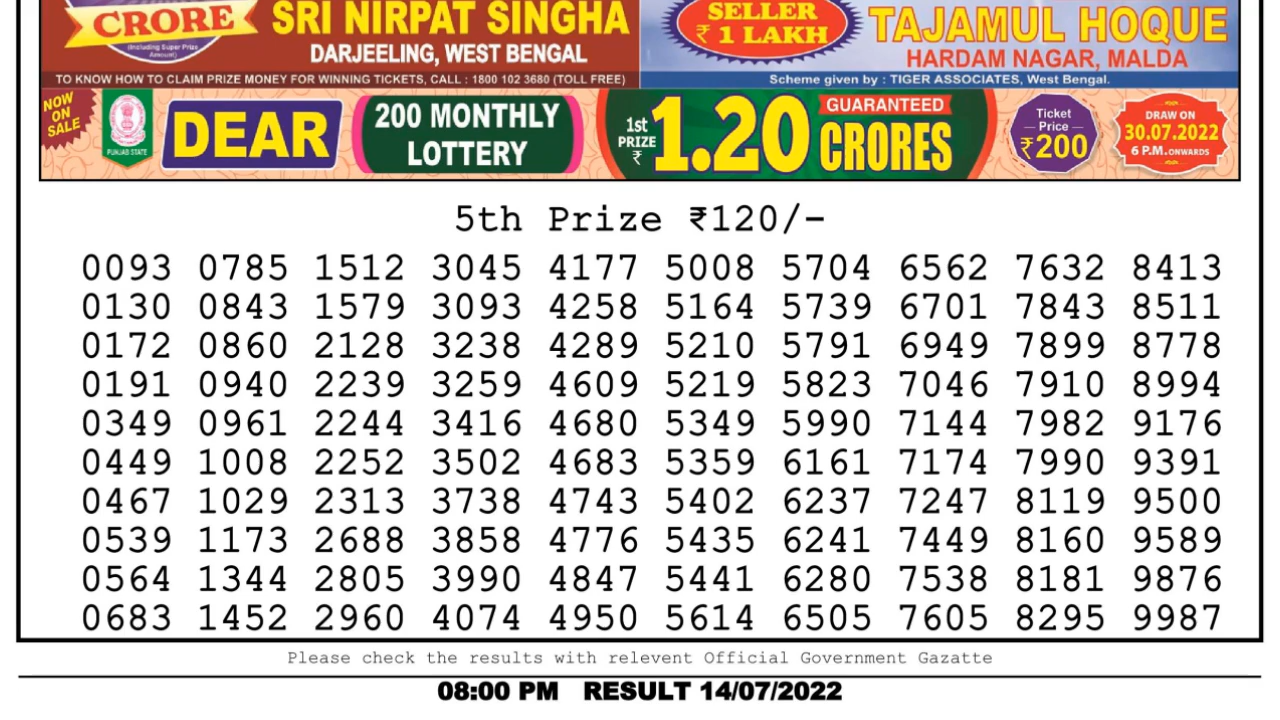 CRORE
(Including Super Prize
Amount)
SRI NIRPAT SINGHA
DARJEELING, WEST BENGAL
TO KNOW HOW TO CLAIM PRIZE MONEY FOR WINNING TICKETS, CALL : 1800 102 3680 (TOLL FREE)
SELLER
₹ 1 LAKH
TAJAMUL HOQUE
HARDAM NAGAR, MALDA
Scheme given by : TIGER ASSOCIATES, West Bengal.
NOW
ON
SALE
PUNJAB STATE
DEAR
200 MONTHLY
LOTTERY
1st
PRIZE
₹
1.20
GUARANTEED
CRORES
Ticket
Price
₹200
DRAW ON
30.07.2022
6 P.M. ONWARDS
5th Prize ₹120/-
0093 0785 1512 3045 4177 5008 5704 6562 7632 8413
0130 0843 1579 3093 4258 5164 5739 6701 7843 8511
0172 0860 2128 3238 4289 5210 5791 6949 7899 8778
0191 0940 2239 3259 4609 5219 5823 7046 7910 8994
0349 0961 2244 3416 4680 5349 5990 7144 7982 9176
0449 1008 2252 3502 4683 5359 6161 7174 7990 9391
0467 1029 2313 3738 4743 5402 6237 7247 8119 9500
0539 1173 2688 3858 4776 5435 6241 7449 8160 9589
0564 1344 2805 3990 4847 5441 6280 7538 8181 9876
0683 1452 2960 4074 4950 5614 6505 7605 8295 9987
Please check the results with relevent Official Government Gazatte
08:00 PM RESULT 14/07/2022